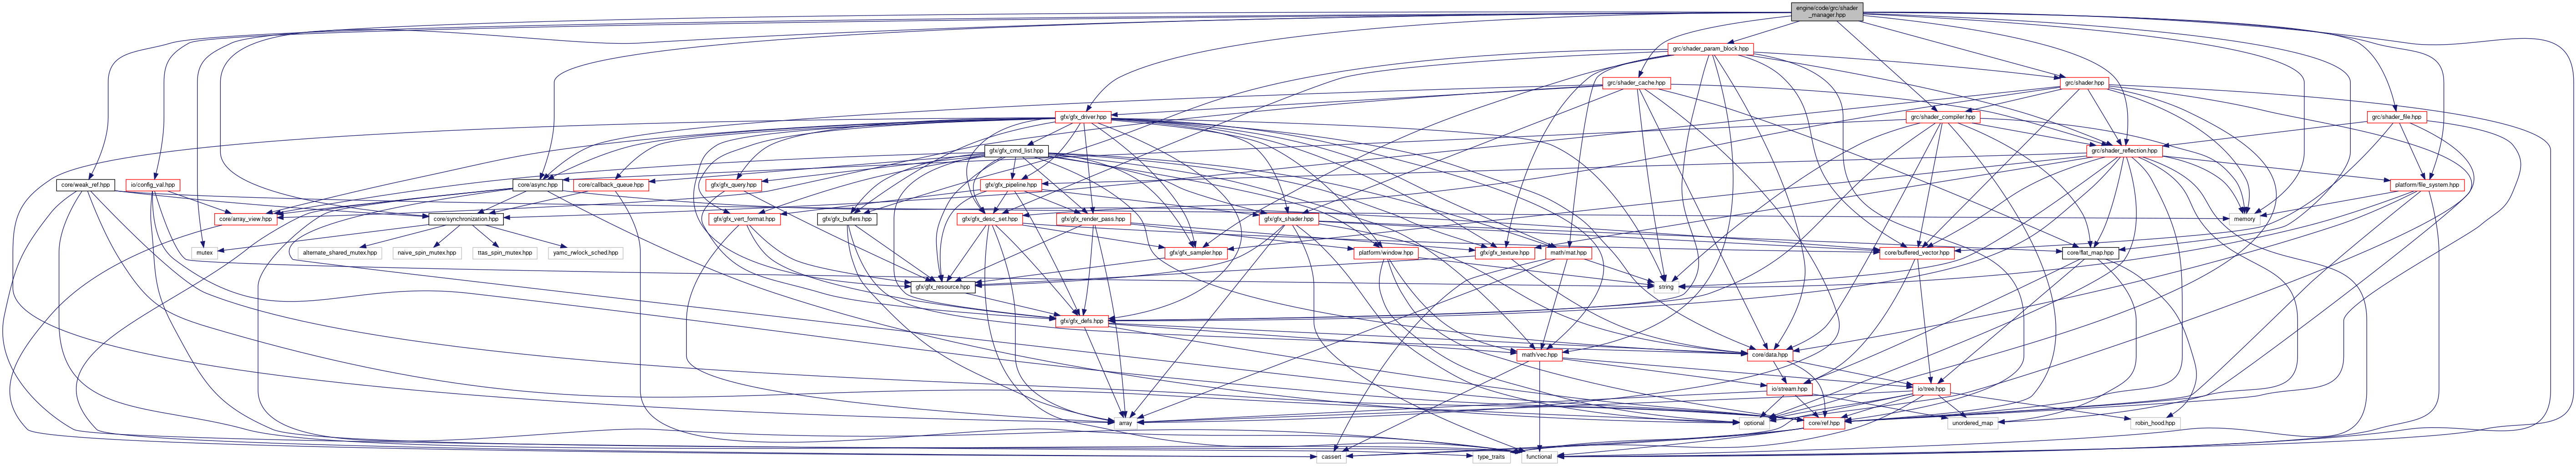 engine/code/grc/shader
_manager.hpp
grc/shader_param_block.hpp
grc/shader_cache.hpp
grc/shader.hpp
gfx/gfx_driver.hpp
grc/shader_compiler.hpp
grc/shader_file.hpp
gfx/gfx_cmd_list.hpp
grc/shader_reflection.hpp
core/weak_ref.hpp
io/config_val.hpp
core/async.hpp
core/callback_queue.hpp
gfx/gfx_query.hpp
gfx/gfx_pipeline.hpp
platform/file_system.hpp
core/array_view.hpp
core/synchronization.hpp
gfx/gfx_vert_format.hpp
gfx/gfx_buffers.hpp
gfx/gfx_desc_set.hpp
gfx/gfx_render_pass.hpp
gfx/gfx_shader.hpp
memory
mutex
alternate_shared_mutex.hpp
naive_spin_mutex.hpp
ttas_spin_mutex.hpp
yamc_rwlock_sched.hpp
gfx/gfx_sampler.hpp
platform/window.hpp
gfx/gfx_texture.hpp
math/mat.hpp
core/buffered_vector.hpp
core/flat_map.hpp
gfx/gfx_resource.hpp
string
gfx/gfx_defs.hpp
math/vec.hpp
core/data.hpp
io/stream.hpp
io/tree.hpp
array
optional
core/ref.hpp
unordered_map
robin_hood.hpp
cassert
type_traits
functional